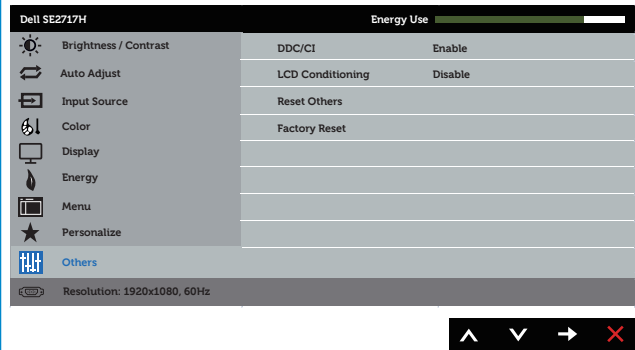 Dell SE2717H Energy Use
Brightness / Contrast DDC/CI Enable
Auto Adjust LCD Conditioning Disable
Input Source Reset Others
Color Factory Reset
Display
Energy
Menu
Personalize
Others
Resolution: 1920x1080, 60Hz